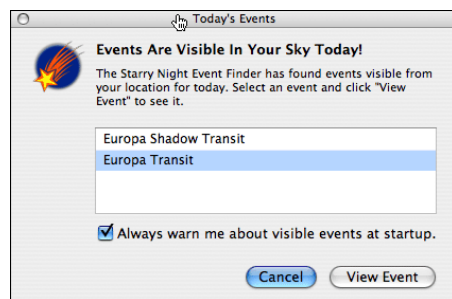 Today's Events
Events Are Visible In Your Sky Today!
The Starry Night Event Finder has found events visible from
your location for today. Select an event and click "View
Event" to see it.
Europa Shadow Transit
Europa Transit
Always warn me about visible events at startup.
Cancel
View Event